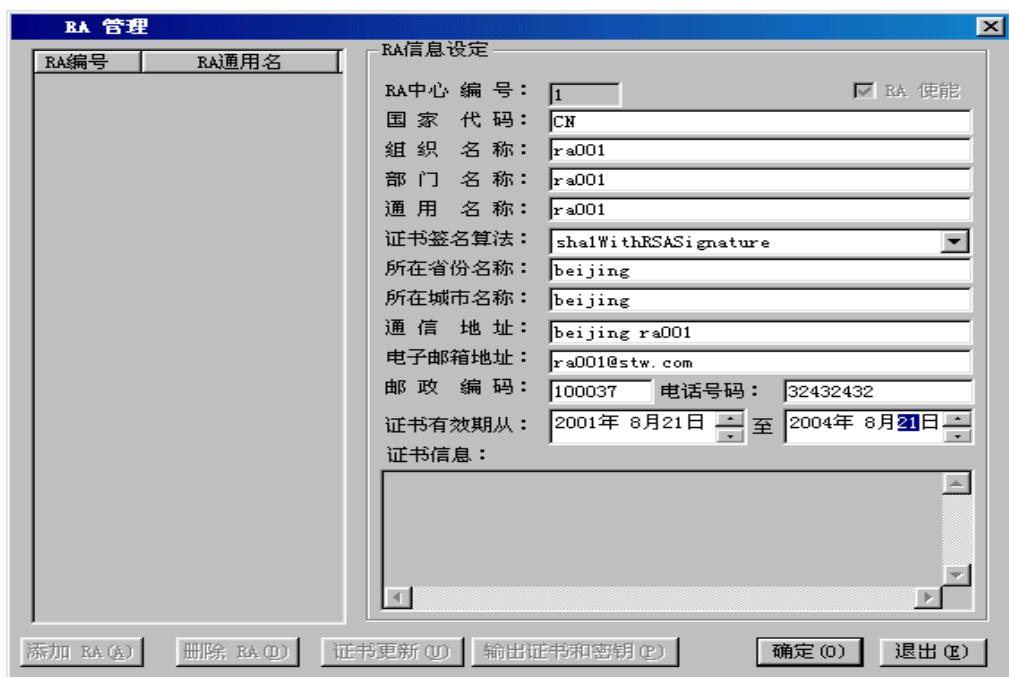 RA 管理
RA编号 RA通用名
RA信息设定
RA中心 编 号： 1 RA 使能
国 家 代 码： CN
组 织 名 称： ra001
部 门 名 称： ra001
通 用 名 称： ra001
证书签名算法： sha1WithRSASignature
所在省份名称： beijing
所在城市名称： beijing
通 信 地 址： beijing ra001
电子邮箱地址： ra001@stw.com
邮 政 编 码： 100037 电话号码： 32432432
证书有效期从： 2001年 8月21日 至 2004年 8月21日
证书信息：
添加 RA(A) 删除 RA(D) 证书更新(U) 输出证书和密钥(P) 确定(O) 退出(E)